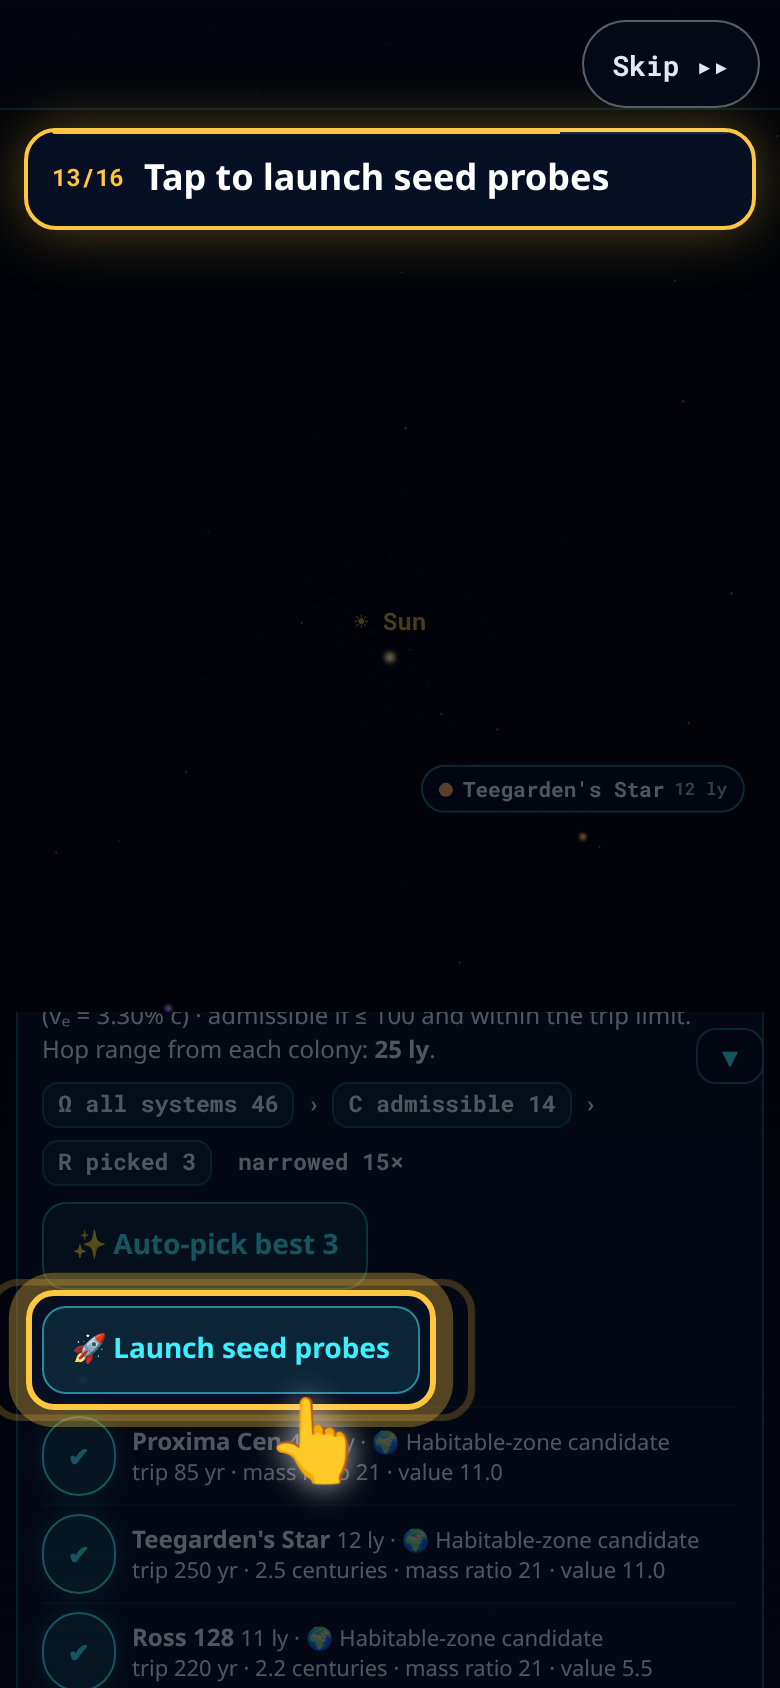 Skip ▸▸
13/16 Tap to launch seed probes
☀ Sun
Teegarden's Star 12 ly
(vₑ = 3.30% c) · admissible if ≤ 100 and within the trip limit.
Hop range from each colony: 25 ly.
▼
Ω all systems 46 › C admissible 14 ›
R picked 3 narrowed 15×
✨ Auto-pick best 3
🚀 Launch seed probes
✔ Proxima Cen · 🌍 Habitable-zone candidate
trip 85 yr · mass 21 · value 11.0
✔ Teegarden's Star 12 ly · 🌍 Habitable-zone candidate
trip 250 yr · 2.5 centuries · mass ratio 21 · value 11.0
✔ Ross 128 11 ly · 🌍 Habitable-zone candidate
trip 220 yr · 2.2 centuries · mass ratio 21 · value 5.5